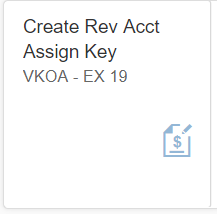 Create Rev Acct
Assign Key
VKOA - EX 19
$